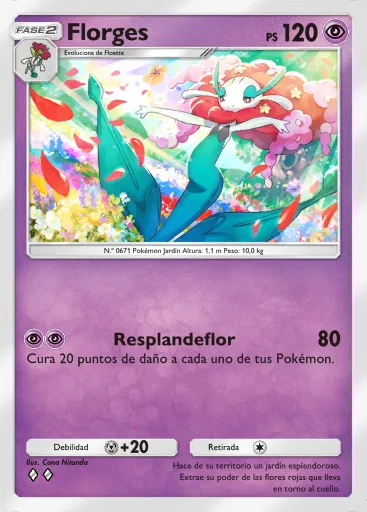 FASE 2 Florges PS 120
Evoluciona de Floette
N.º 0671 Pokémon Jardín Altura: 1,1 m Peso: 10,0 kg
Resplandeflor 80
Cura 20 puntos de daño a cada uno de tus Pokémon.
Debilidad +20 Retirada
Ilus. Cona Nitanda
Hace de su territorio un jardín esplendoroso.
Extrae su poder de las flores rojas que lleva
en torno al cuello.